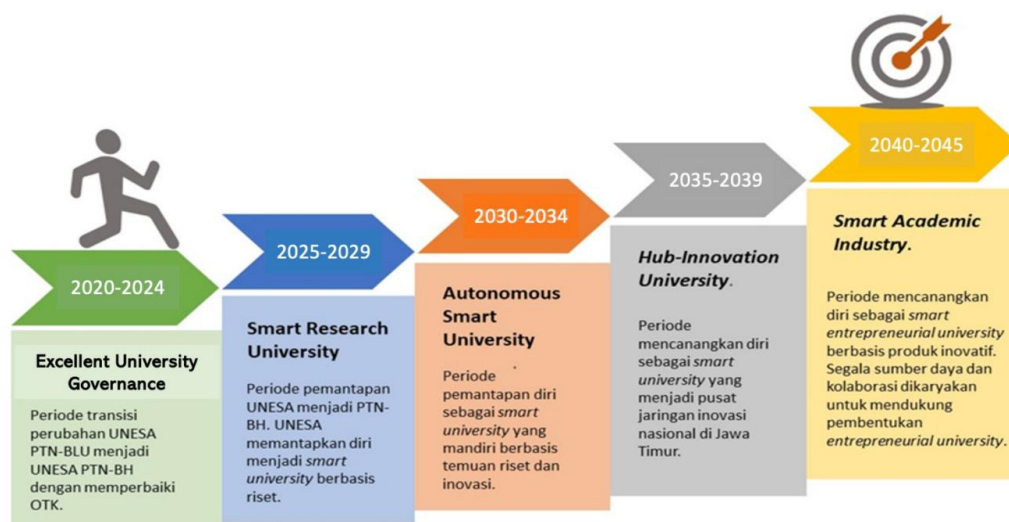 2020-2024
Excellent University
Governance
Periode transisi
perubahan UNESA
PTN-BLU menjadi
UNESA PTN-BH
dengan memperbaiki
OTK.
2025-2029
Smart Research
University
Periode pemantapan
UNESA menjadi PTN-
BH. UNESA
memantapkan diri
menjadi smart
university berbasis
riset.
2030-2034
Autonomous
Smart
University
Periode
pemantapan diri
sebagai smart
university yang
mandiri berbasis
temuan riset dan
inovasi.
2035-2039
Hub-Innovation
University.
Periode
mencanangkan diri
sebagai smart
university yang
menjadi pusat
jaringan inovasi
nasional di Jawa
Timur.
2040-2045
Smart Academic
Industry.
Periode mencanangkan
diri sebagai smart
entrepreneurial university
berbasis produk inovatif.
Segala sumber daya dan
kolaborasi dikaryakan
untuk mendukung
pembentukan
entrepreneurial university.